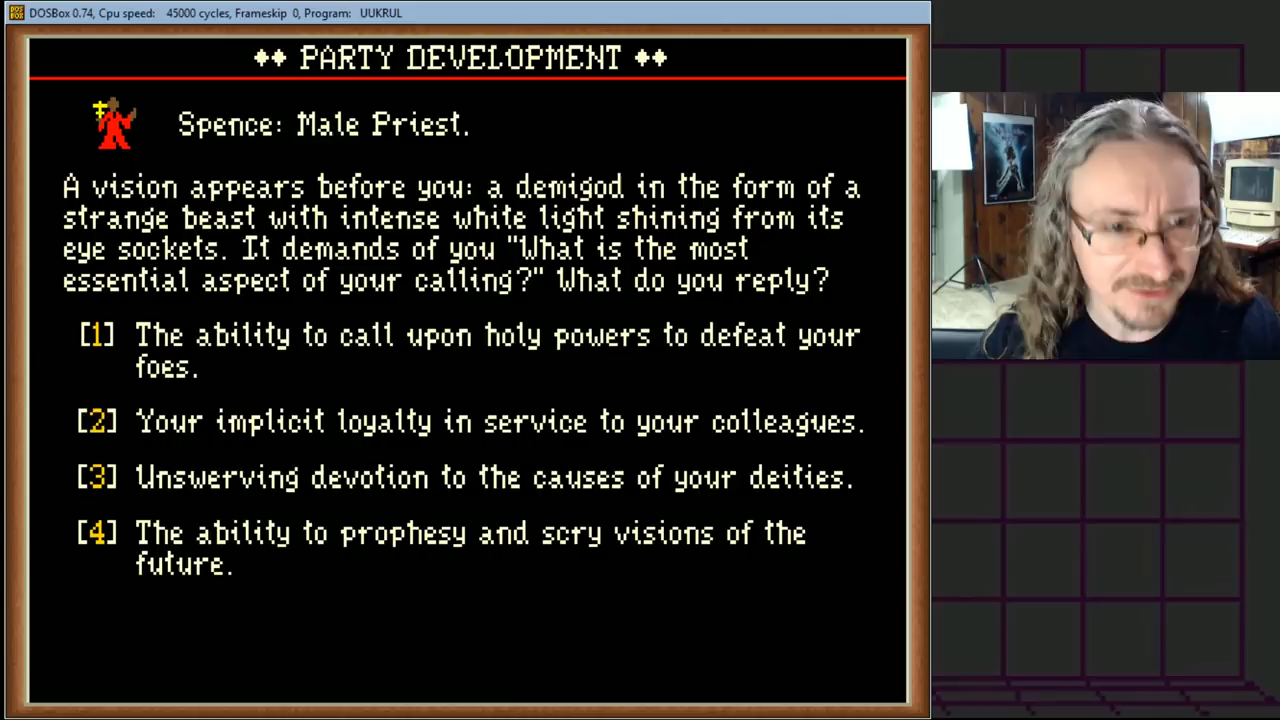 DOSBox 0.74, Cpu speed: 45000 cycles, Frameskip 0, Program: UUKRUL
PARTY DEVELOPMENT
Spence: Male Priest.
A vision appears before you: a demigod in the form of a
strange beast with intense white light shining from its
eye sockets. It demands of you "What is the most
essential aspect of your calling?" What do you reply?
[1] The ability to call upon holy powers to defeat your
foes.
[2] Your implicit loyalty in service to your colleagues.
[3] Unswerving devotion to the causes of your deities.
[4] The ability to prophesy and scry visions of the
future.